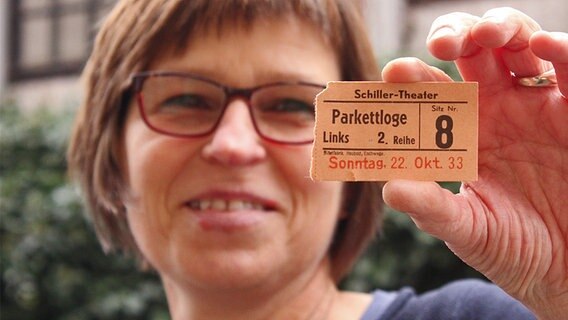 Schiller-Theater
Parkettloge
Links 2. Reihe
Sitz Nr.
8
Sonntag. 22. Okt. 33